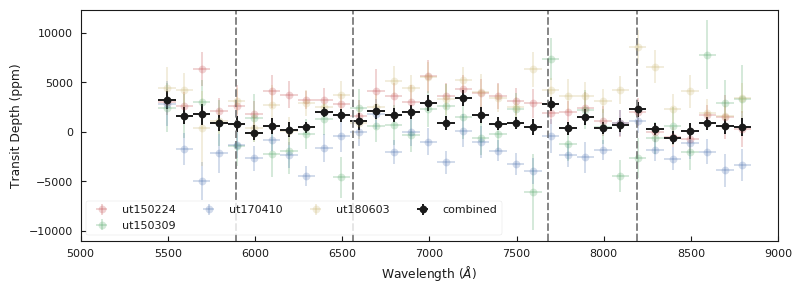 10000
5000
0
−5000
−10000
Transit Depth (ppm)
ut150224
ut170410
ut180603
combined
ut150309
5000
5500
6000
6500
7000
7500
8000
8500
9000
Wavelength (Å)